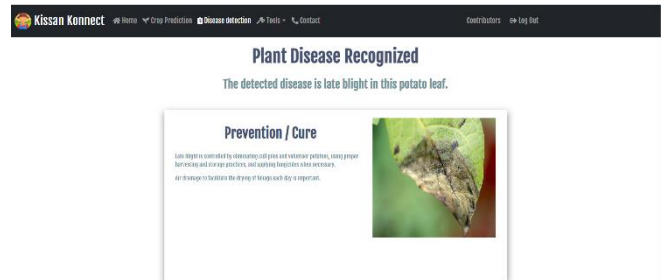 Kissan Konnect Home Crop Prediction Disease detection Tools Contact Contributors Log Out
Plant Disease Recognized
The detected disease is late blight in this potato leaf.
Prevention / Cure
Late blight is controlled by eliminating cull piles and volunteer potatoes, using proper
harvesting and storage practices, and applying fungicides when necessary.
Air drainage to facilitate the drying of foliage each day is important.